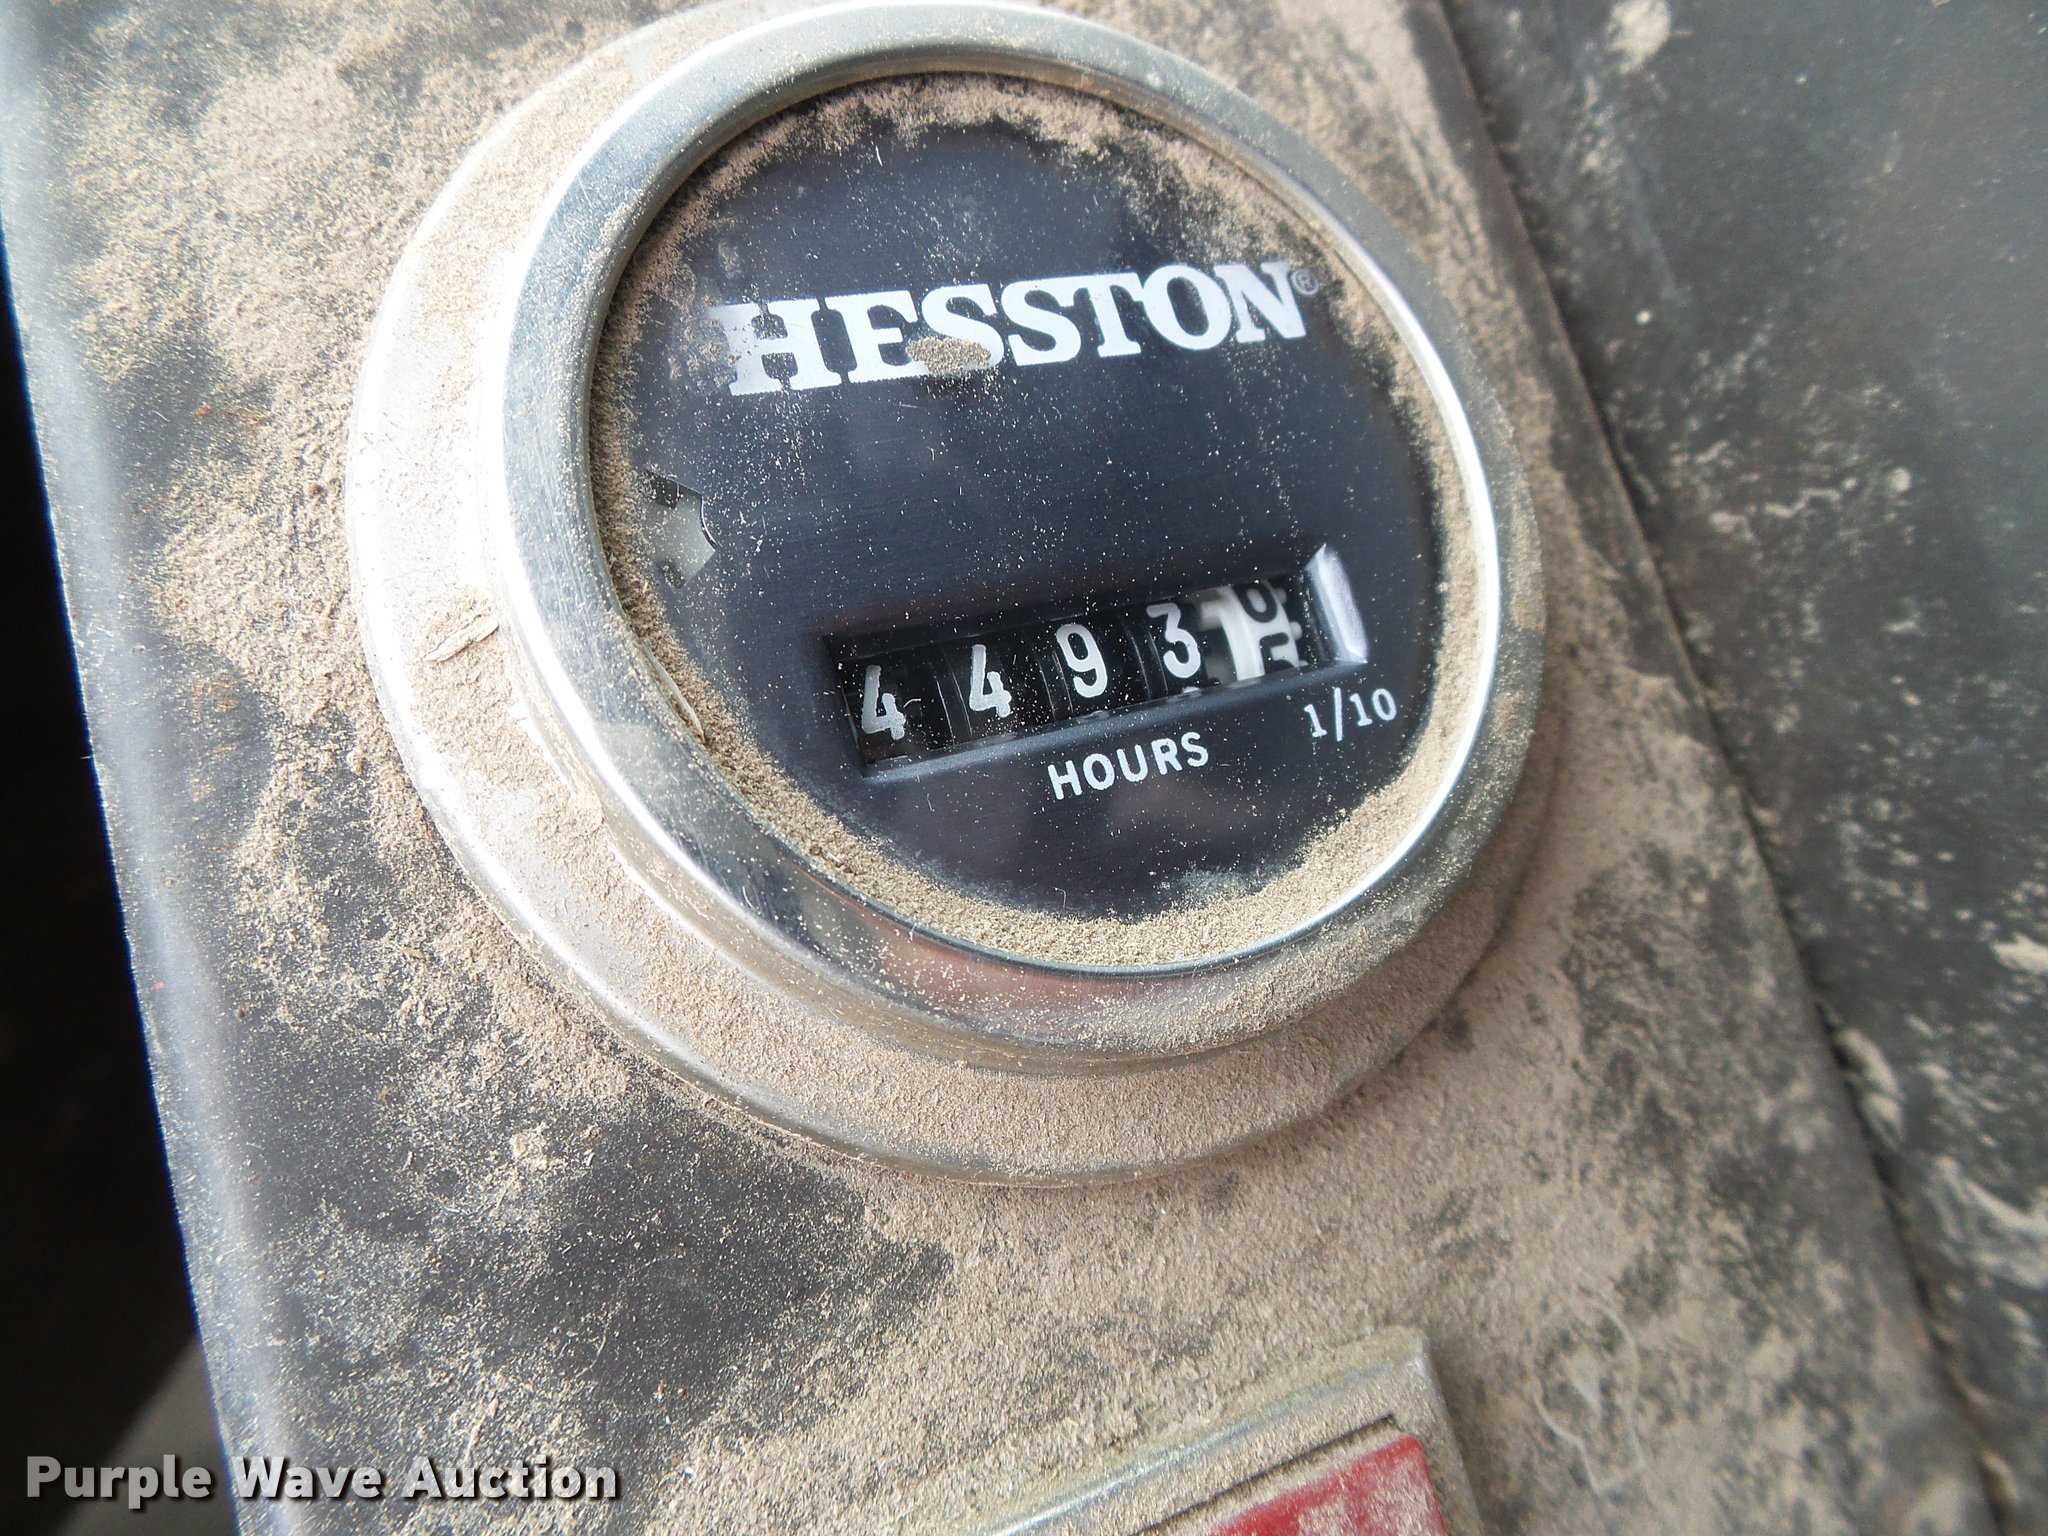 HESSTON®
4493
HOURS 1/10
Purple Wave Auction